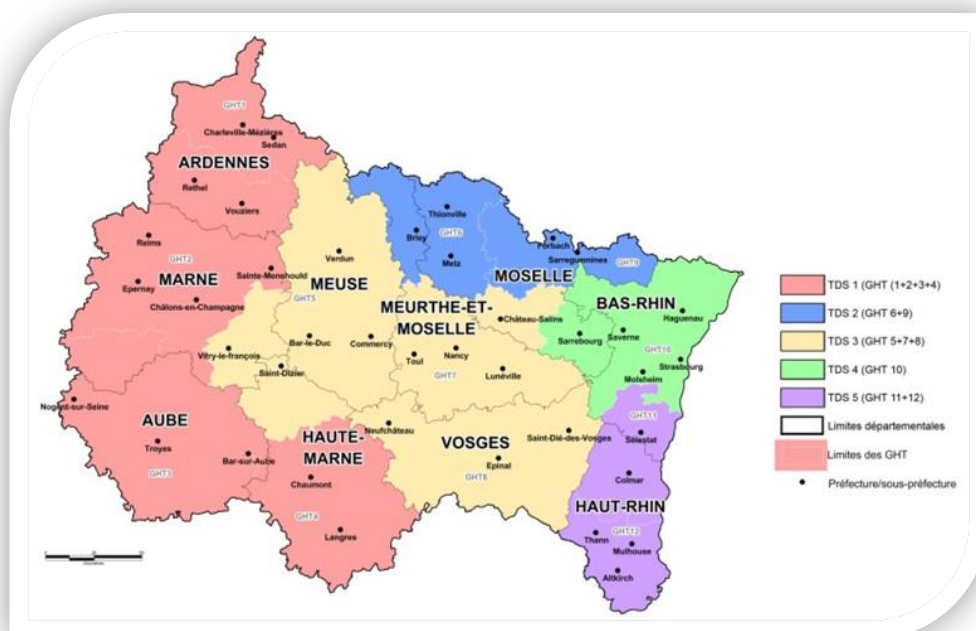 GHT1
Charleville-Mézières
Sedan
ARDENNES
Rethel
Vouziers
Reims
GHT2
MARNE
Sainte-Menehould
Epernay
Châlons-en-Champagne
Vitry-le-françois
Saint-Dizier
Nogent-sur-Seine
AUBE
Troyes
Bar-sur-Aube
GHT3
HAUTE-
MARNE
Chaumont
GHT4
Langres
Verdun
MEUSE
GHT5
Bar-le-Duc
Commercy
Thionville
Briey
GHT6
Metz
Forbach
Sarreguemines
GHT9
MOSELLE
MEURTHE-ET-
MOSELLE
Château-Salins
Toul
Nancy
GHT7
Lunéville
Neufchâteau
VOSGES
Saint-Dié-des-Vosges
Epinal
GHT8
BAS-RHIN
Haguenau
Sarrebourg
Saverne
GHT10
Strasbourg
Molsheim
GHT11
Sélestat
Colmar
HAUT-RHIN
GHT12
Thann
Mulhouse
Altkirch
TDS 1 (GHT (1+2+3+4)
TDS 2 (GHT 6+9)
TDS 3 (GHT 5+7+8)
TDS 4 (GHT 10)
TDS 5 (GHT 11+12)
Limites départementales
Limites des GHT
Préfecture/sous-préfecture